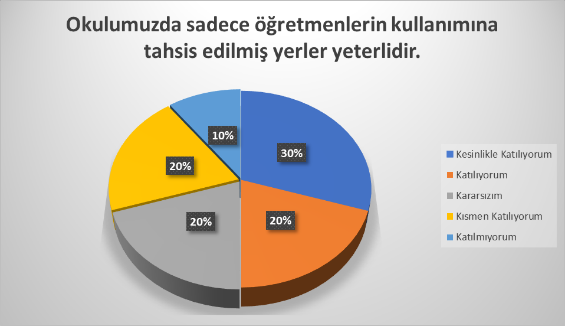 Okulumuzda sadece öğretmenlerin kullanımına
tahsis edilmiş yerler yeterlidir.
10%
30%
20%
20%
20%
Kesinlikle Katılıyorum
Katılıyorum
Kararsızım
Kısmen Katılıyorum
Katılmıyorum